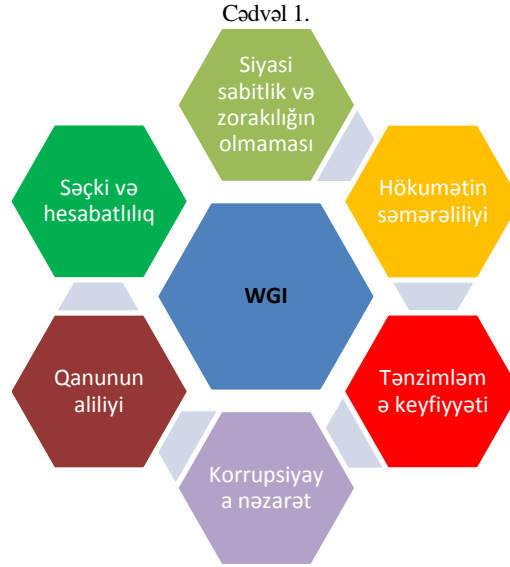 Cədvəl 1.
Siyasi
sabitlik və
zorakılığın
olmaması
Səçki və
hesabatlılıq
Hökumətin
səmərəliliyi
WGI
Qanunun
aliliyi
Tənzimləm
ə keyfiyyəti
Korrupsiyay
a nəzarət